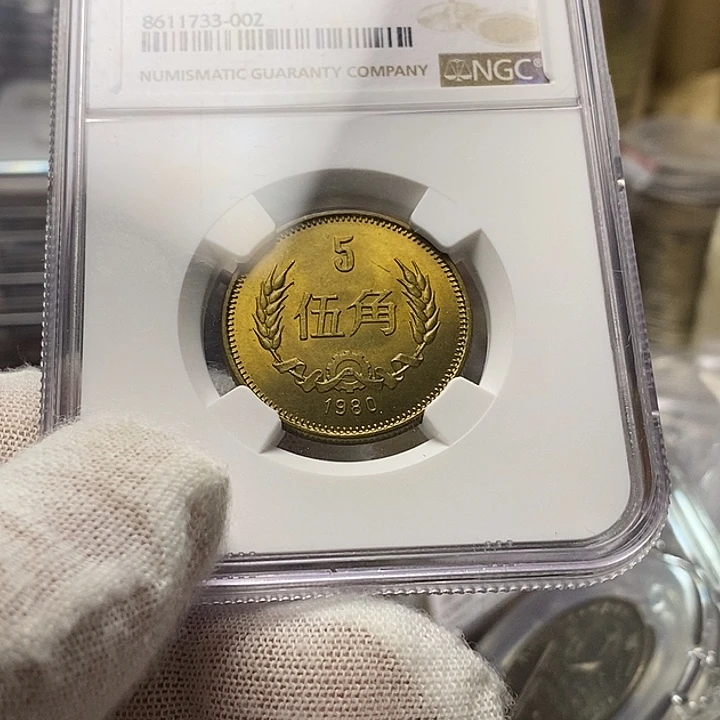 8611733-002
NUMISMATIC GUARANTY COMPANY
NGC®
5
伍角
1980